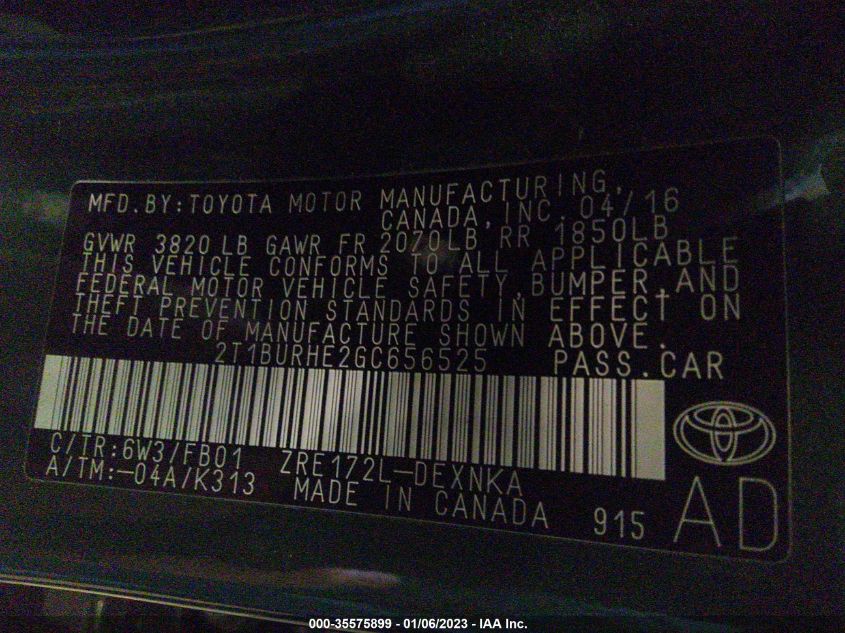 MFD.BY:TOYOTA MOTOR MANUFACTURING,
CANADA,INC. 04/16
GVWR 3820 LB GAWR FR 2070LB RR 1850LB
THIS VEHICLE CONFORMS TO ALL APPLICABLE
FEDERAL MOTOR VEHICLE SAFETY,BUMPER,AND
THEFT PREVENTION STANDARDS IN EFFECT ON
THE DATE OF MANUFACTURE SHOWN ABOVE.
2T1BURHE2GC656525 PASS.CAR
C/TR:6W3/FB01 ZRE172L-DEXNKA
A/TM:-04A/K313 MADE IN CANADA 915 AD
000-35575899 - 01/06/2023 - IAA Inc.